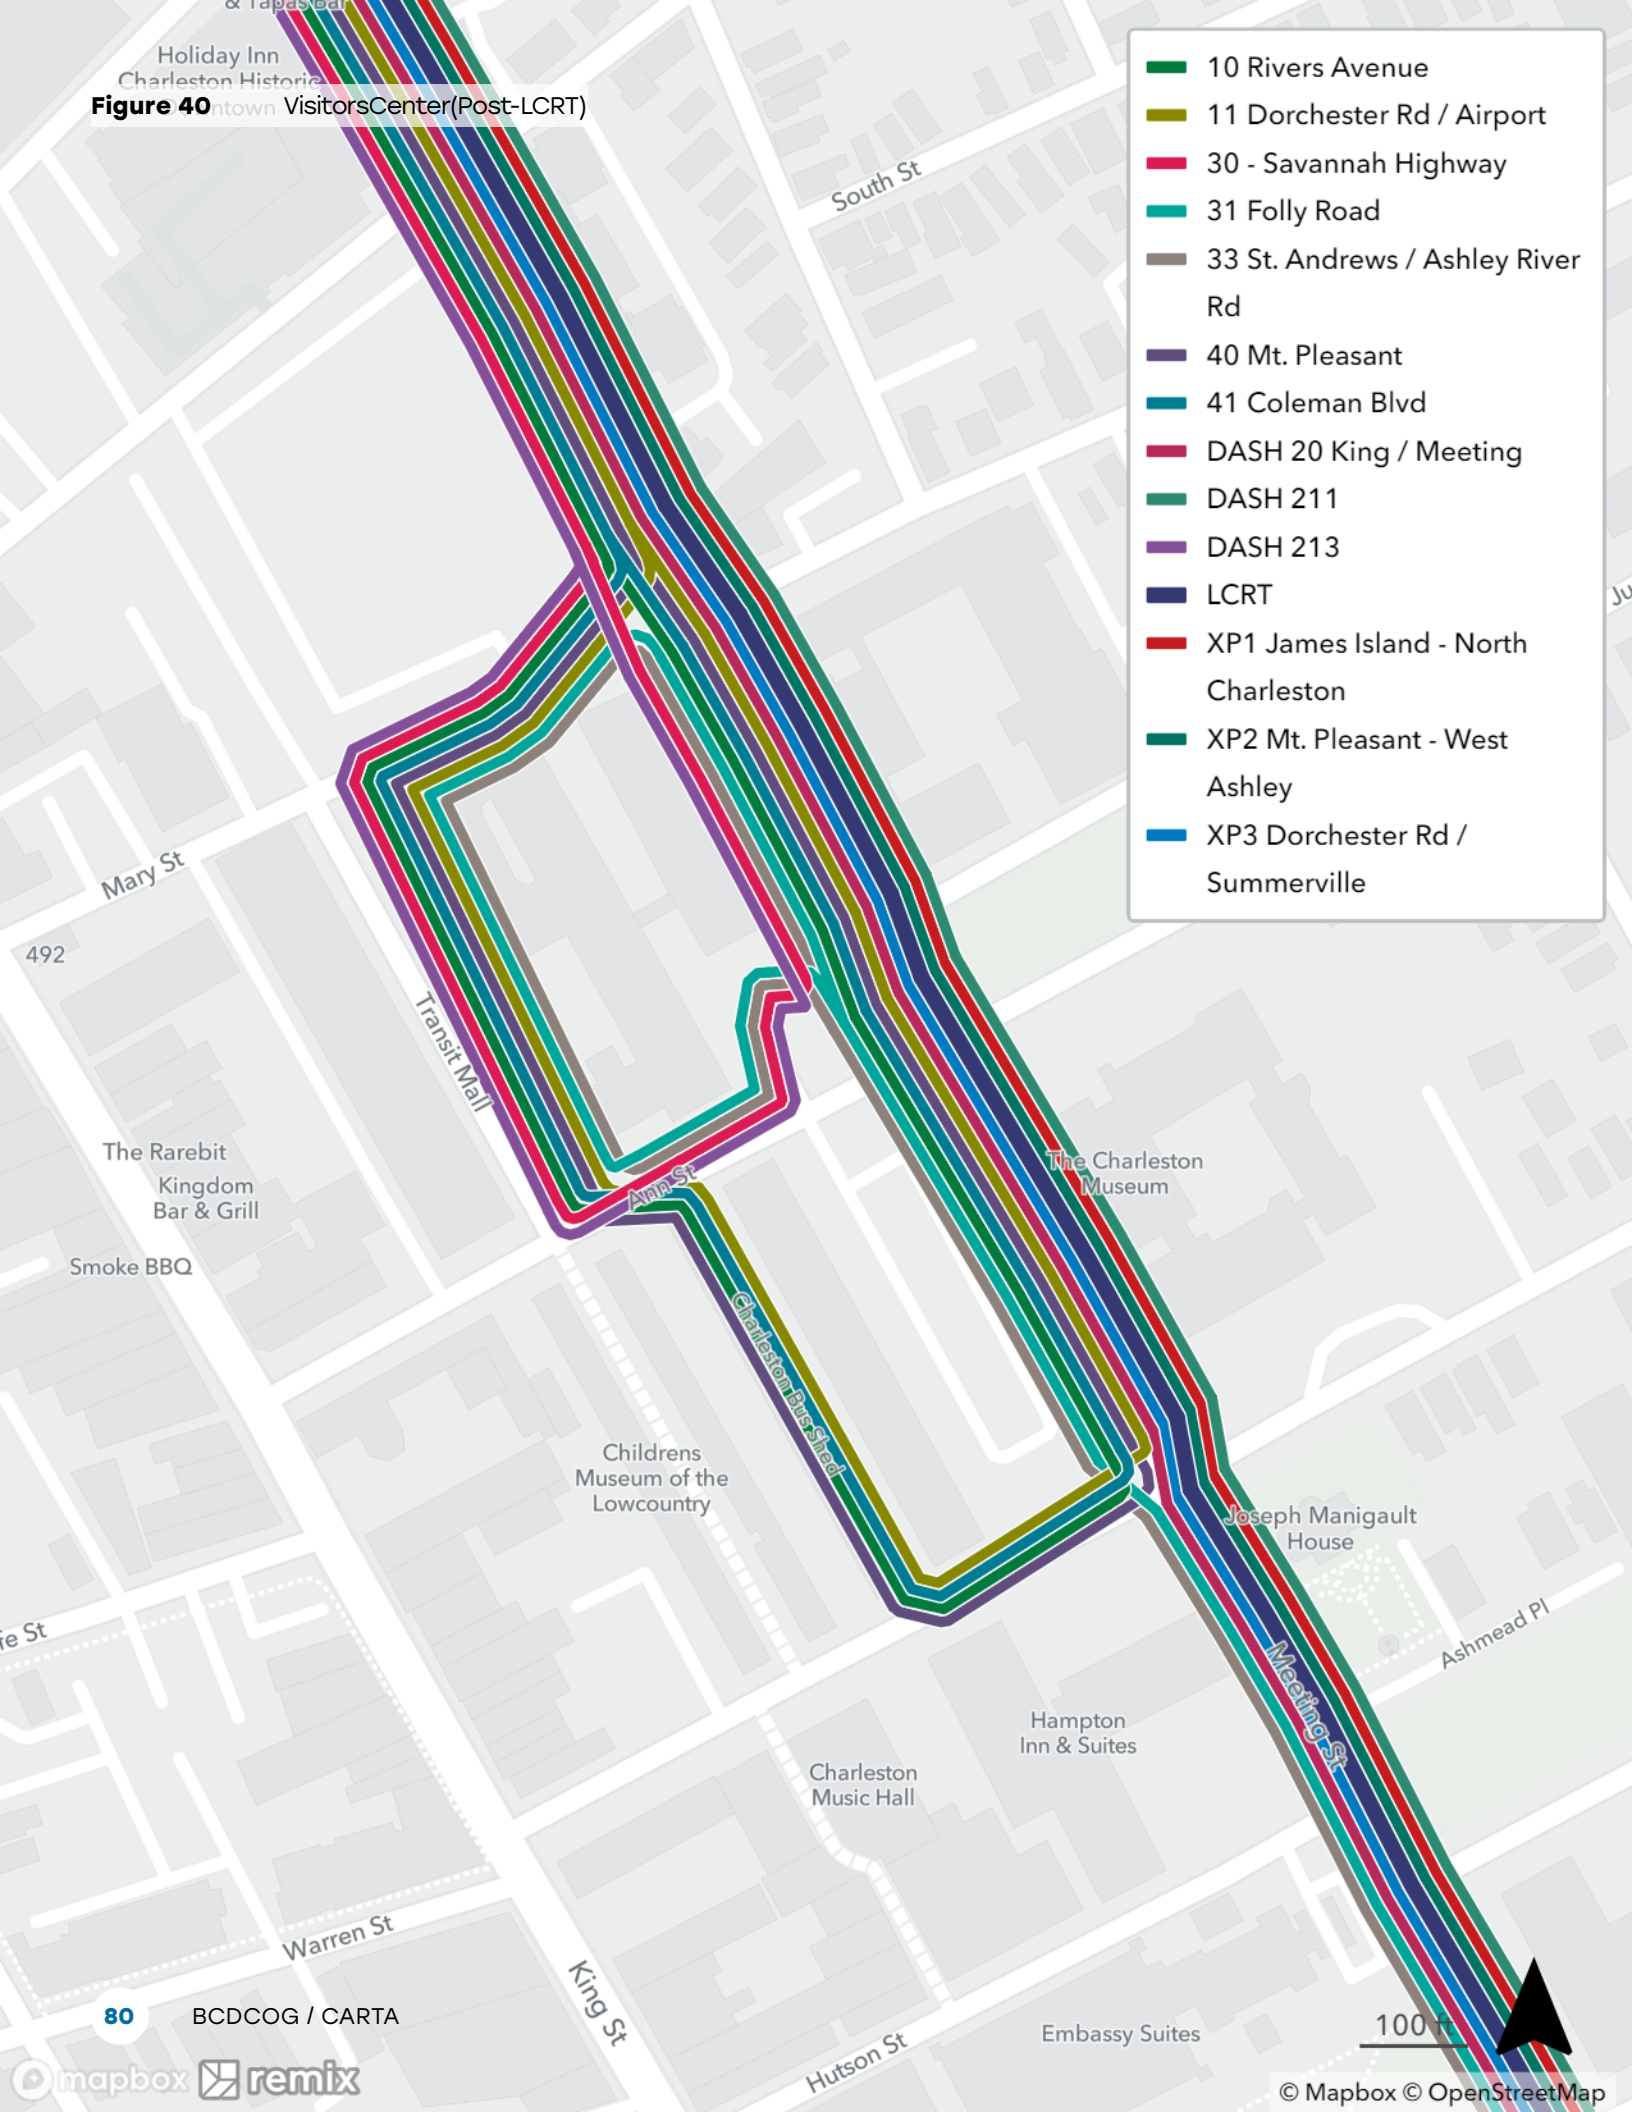 & Tapas Bar
Holiday Inn
Charleston Historic
Downtown
Figure 40 VisitorsCenter(Post-LCRT)
10 Rivers Avenue
11 Dorchester Rd / Airport
30 - Savannah Highway
31 Folly Road
33 St. Andrews / Ashley River
Rd
40 Mt. Pleasant
41 Coleman Blvd
DASH 20 King / Meeting
DASH 211
DASH 213
LCRT
XP1 James Island - North
Charleston
XP2 Mt. Pleasant - West
Ashley
XP3 Dorchester Rd /
Summerville
South St
Mary St
492
Transit Mall
The Rarebit
Kingdom
Bar & Grill
Smoke BBQ
Ann St
The Charleston
Museum
Charleston Bus Shed
Childrens
Museum of the
Lowcountry
Joseph Manigault
House
Ashmead Pl
Meeting St
Hampton
Inn & Suites
Charleston
Music Hall
Warren St
King St
Hutson St
Embassy Suites
100 ft
80 BCDCOG / CARTA
mapbox remix
© Mapbox © OpenStreetMap